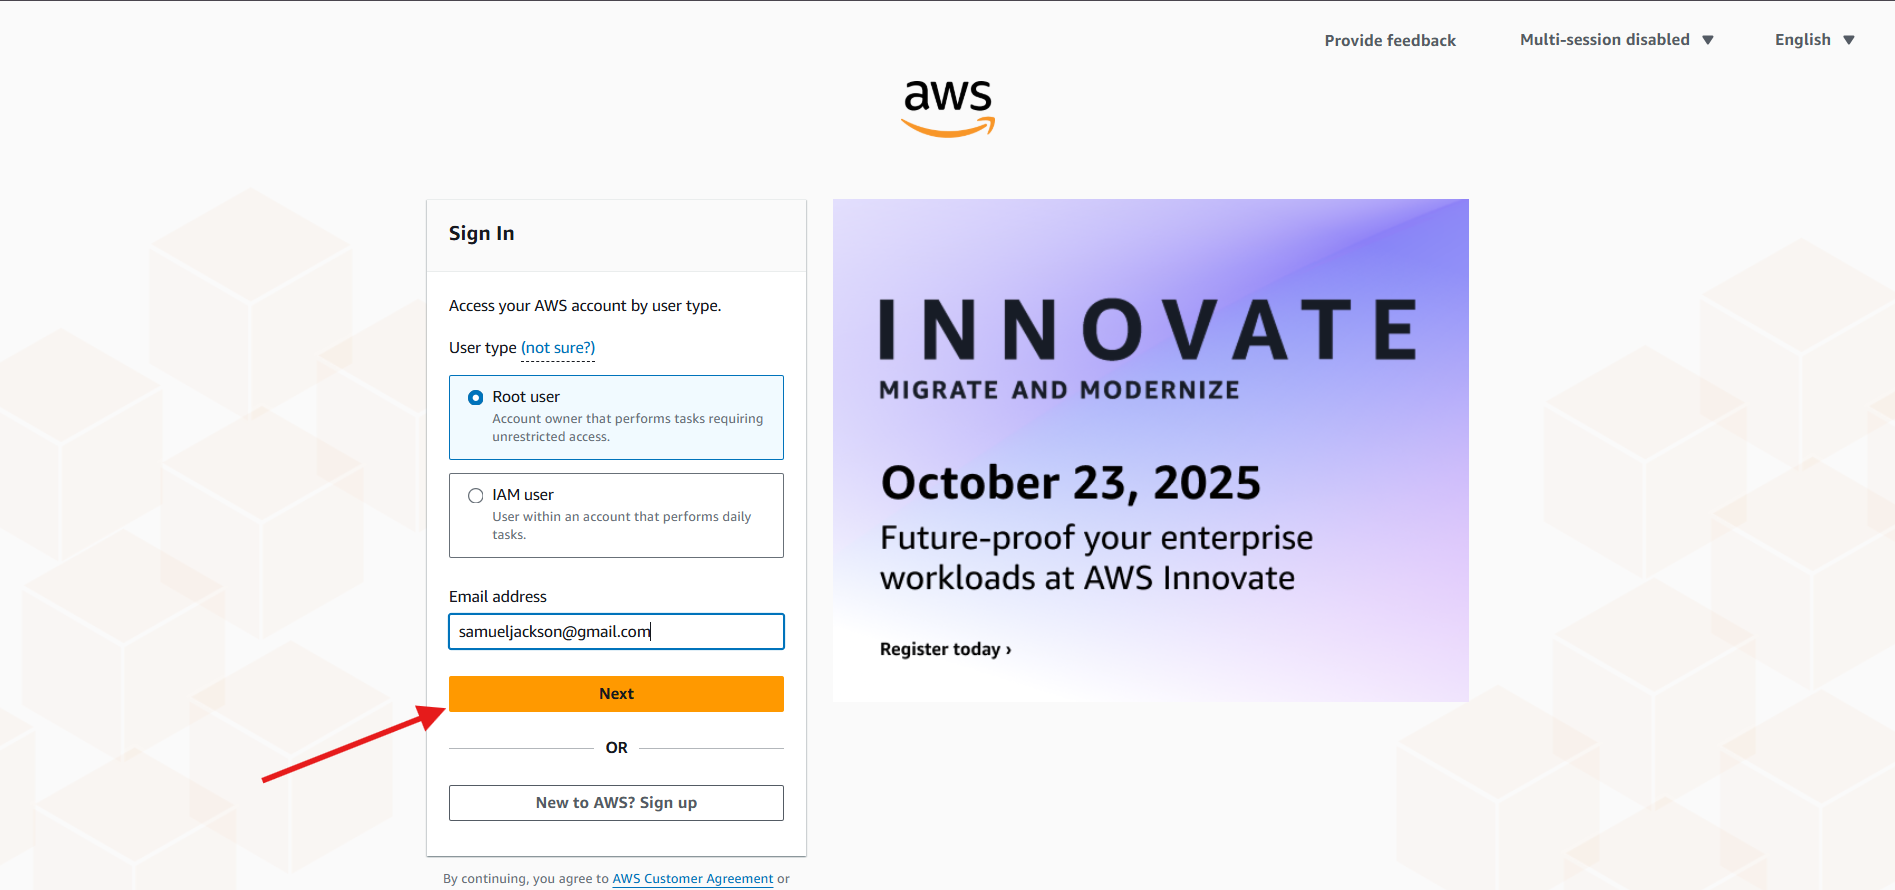 Provide feedback
Multi-session disabled
English
aws
Sign In
Access your AWS account by user type.
User type (not sure?)
Root user
Account owner that performs tasks requiring
unrestricted access.
IAM user
User within an account that performs daily
tasks.
Email address
samueljackson@gmail.com
Next
OR
New to AWS? Sign up
By continuing, you agree to AWS Customer Agreement or
INNOVATE
MIGRATE AND MODERNIZE
October 23, 2025
Future-proof your enterprise
workloads at AWS Innovate
Register today ›